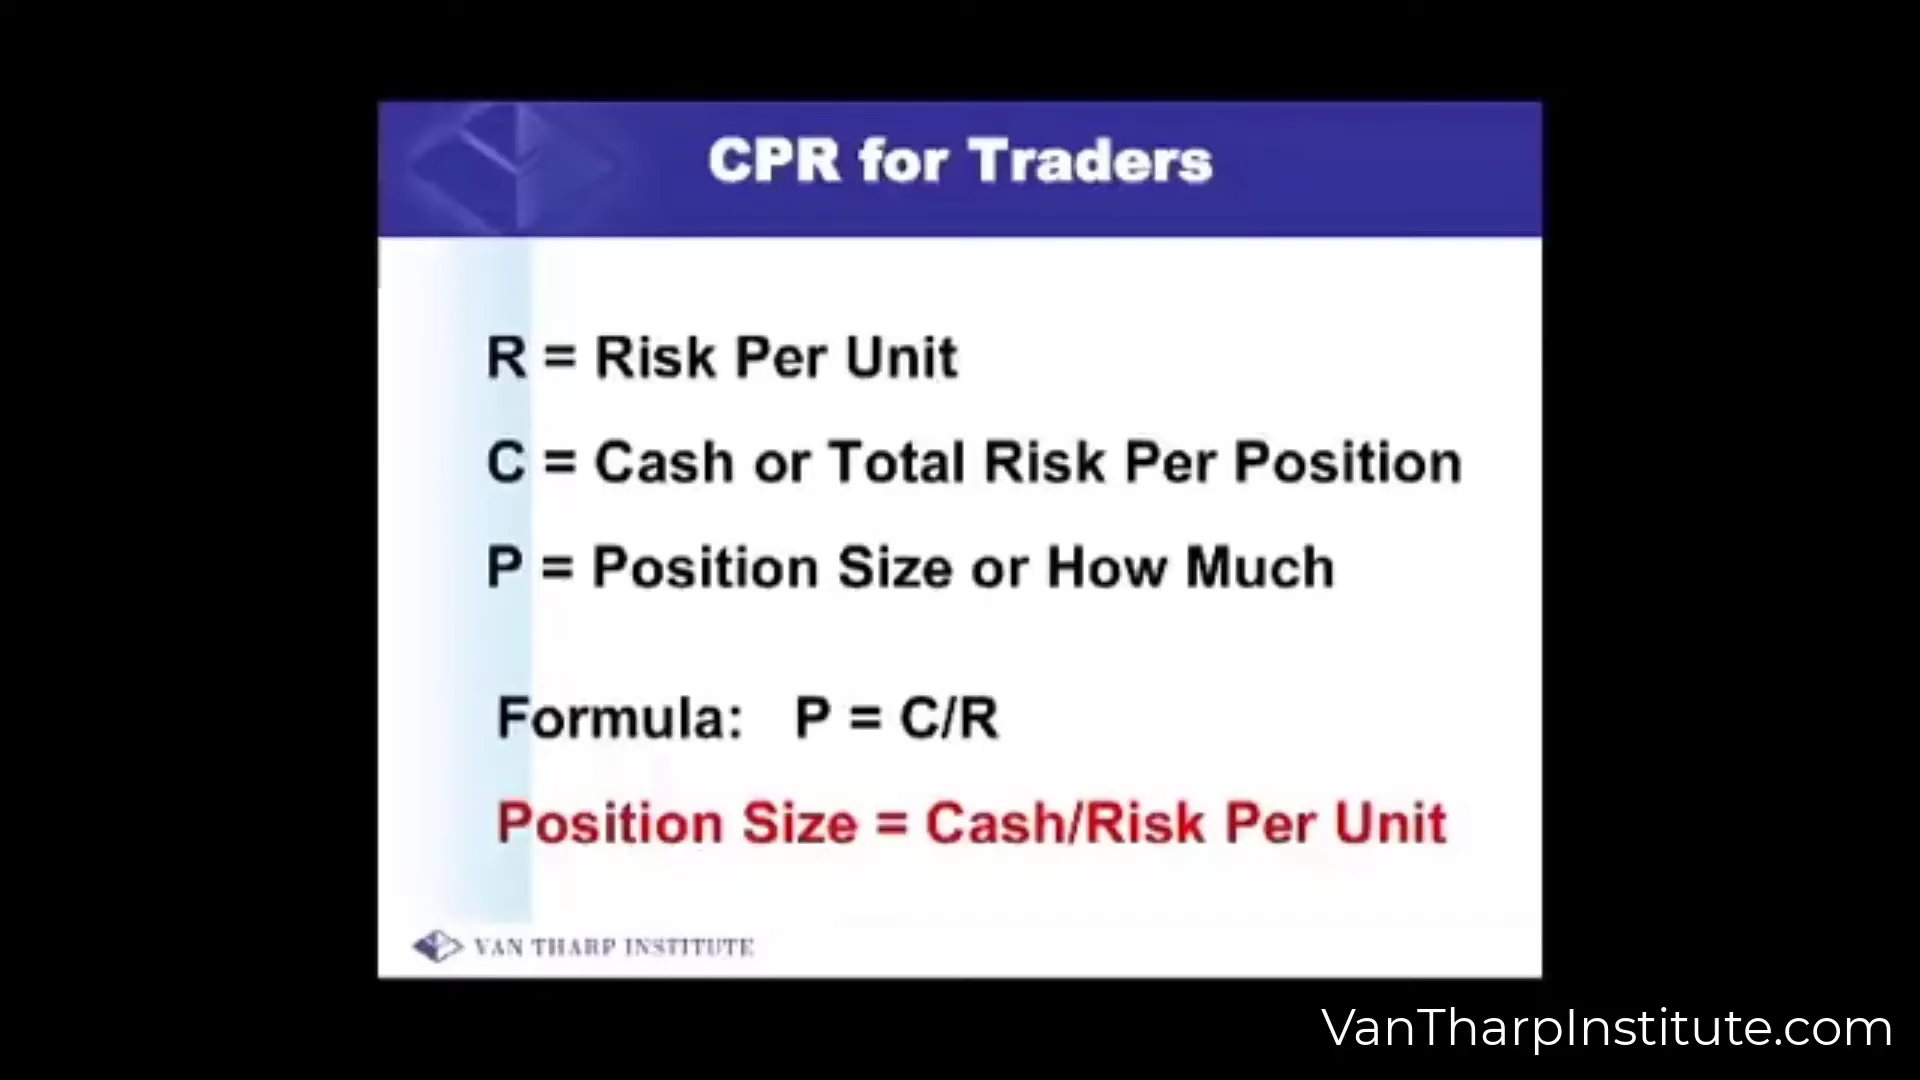 CPR for Traders
R = Risk Per Unit
C = Cash or Total Risk Per Position
P = Position Size or How Much
Formula: P = C/R
Position Size = Cash/Risk Per Unit
VAN THARP INSTITUTE
VanTharpInstitute.com